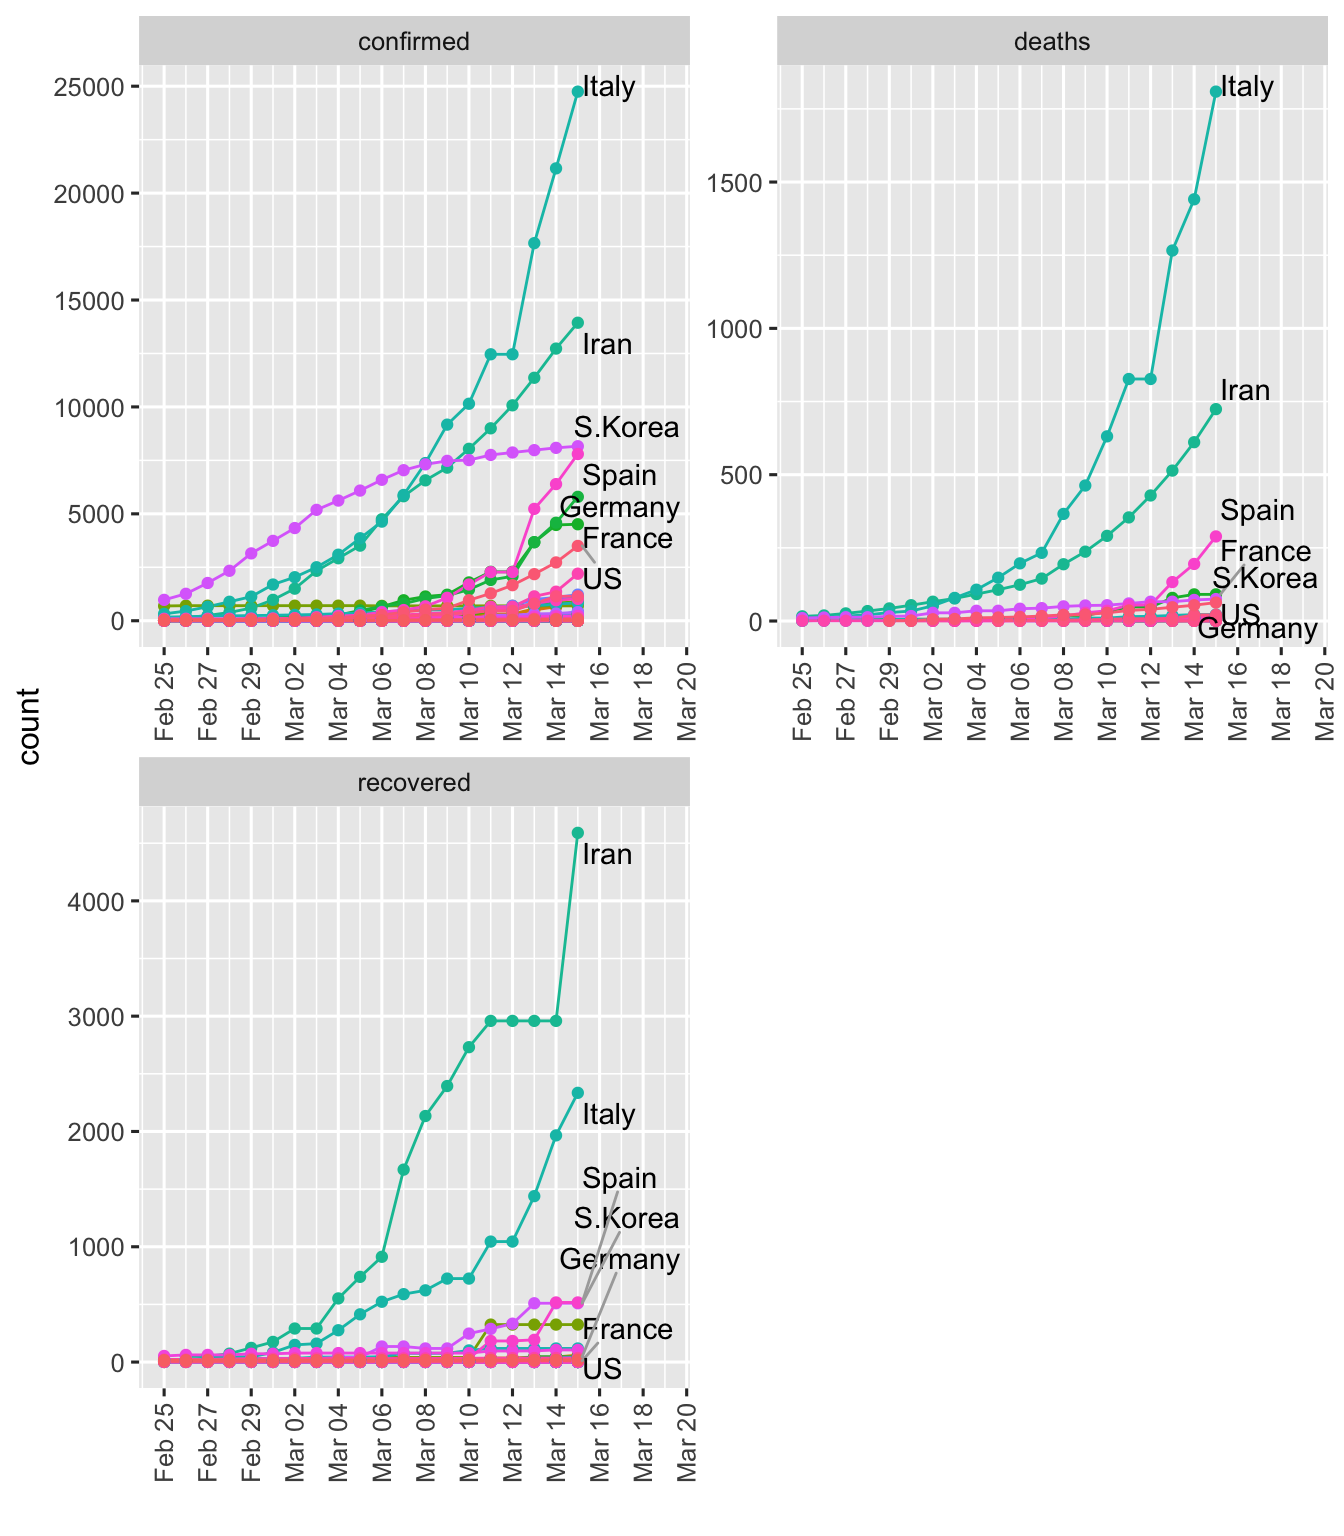 confirmed
deaths
25000
20000
15000
10000
5000
0
Italy
Iran
S.Korea
Spain
Germany
France
US
Feb 25
Feb 27
Feb 29
Mar 02
Mar 04
Mar 06
Mar 08
Mar 10
Mar 12
Mar 14
Mar 16
Mar 18
Mar 20
1500
1000
500
0
Italy
Iran
Spain
France
S.Korea
US
Germany
Feb 25
Feb 27
Feb 29
Mar 02
Mar 04
Mar 06
Mar 08
Mar 10
Mar 12
Mar 14
Mar 16
Mar 18
Mar 20
count
recovered
4000
3000
2000
1000
0
Iran
Italy
Spain
S.Korea
Germany
France
US
Feb 25
Feb 27
Feb 29
Mar 02
Mar 04
Mar 06
Mar 08
Mar 10
Mar 12
Mar 14
Mar 16
Mar 18
Mar 20